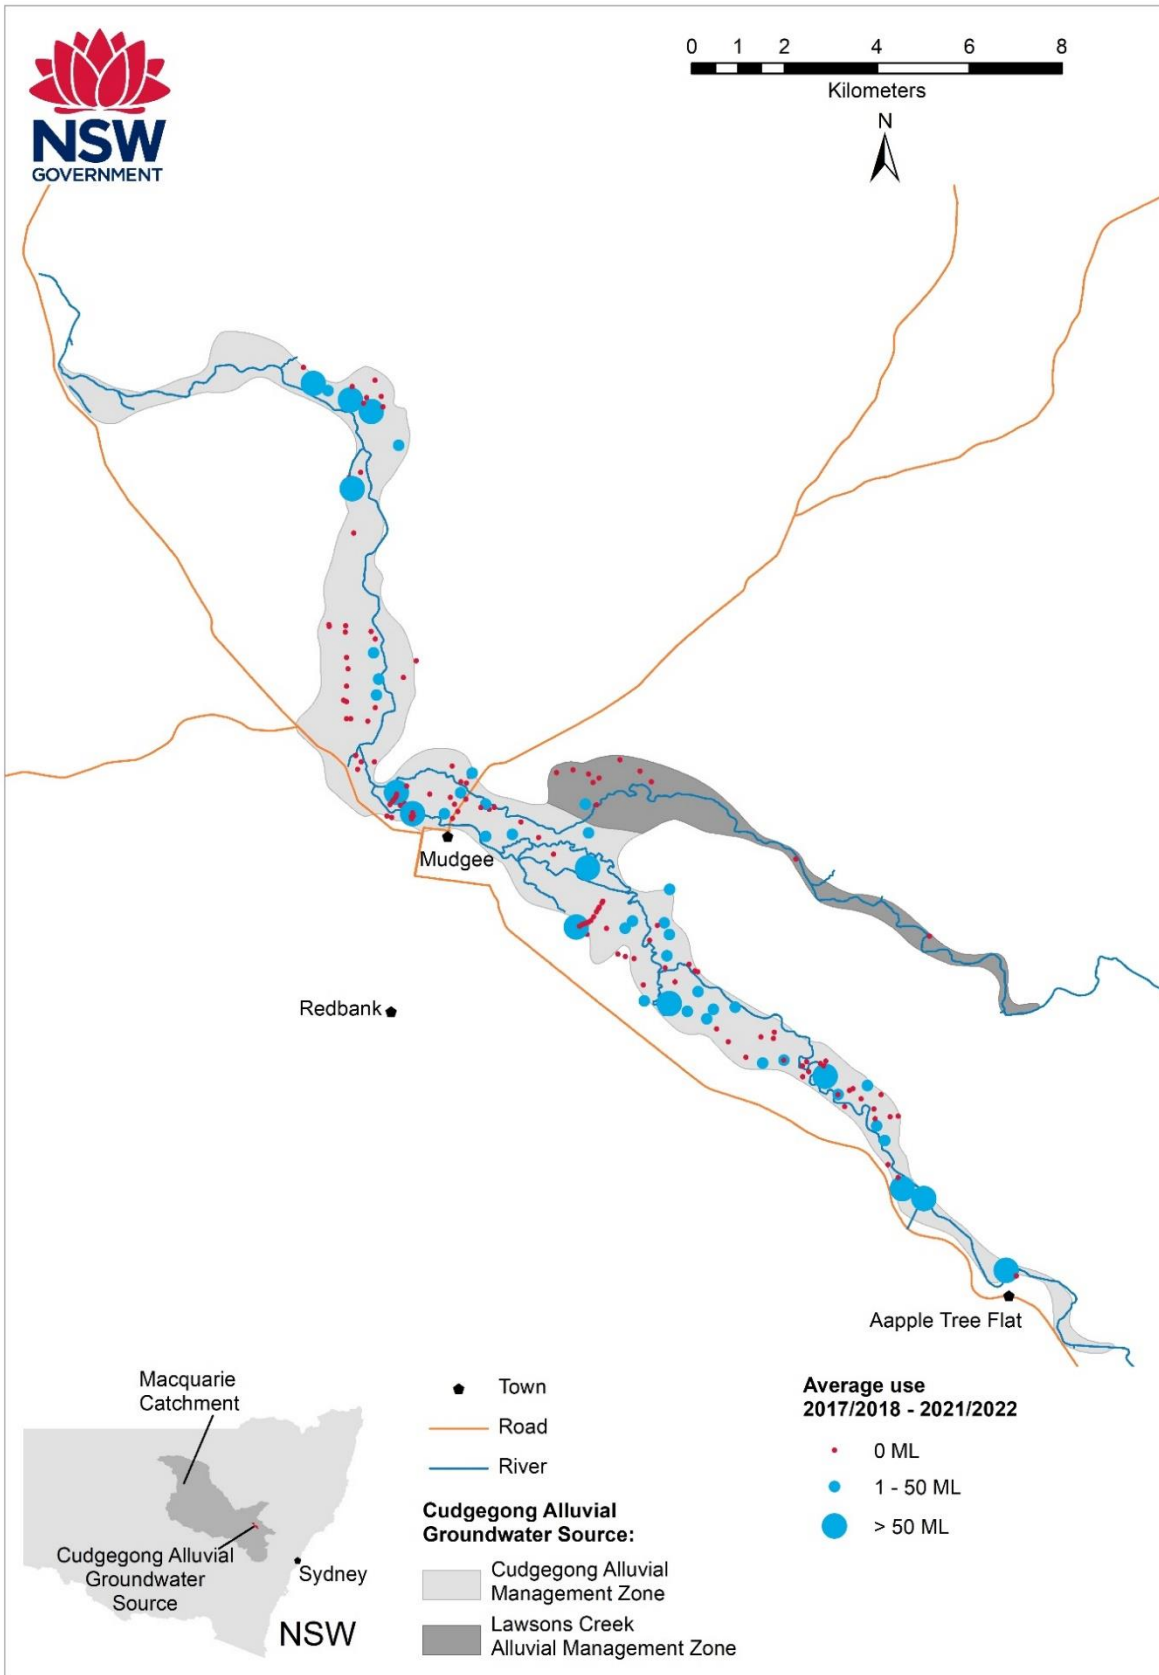 NSW
GOVERNMENT
0 1 2 4 6 8
Kilometers
N
Mudgee
Redbank
Aapple Tree Flat
Macquarie
Catchment
Cudgegong Alluvial
Groundwater
Source
Sydney
NSW
Town
Road
River
Cudgegong Alluvial
Groundwater Source:
Cudgegong Alluvial
Management Zone
Lawsons Creek
Alluvial Management Zone
Average use
2017/2018 - 2021/2022
0 ML
1 - 50 ML
> 50 ML